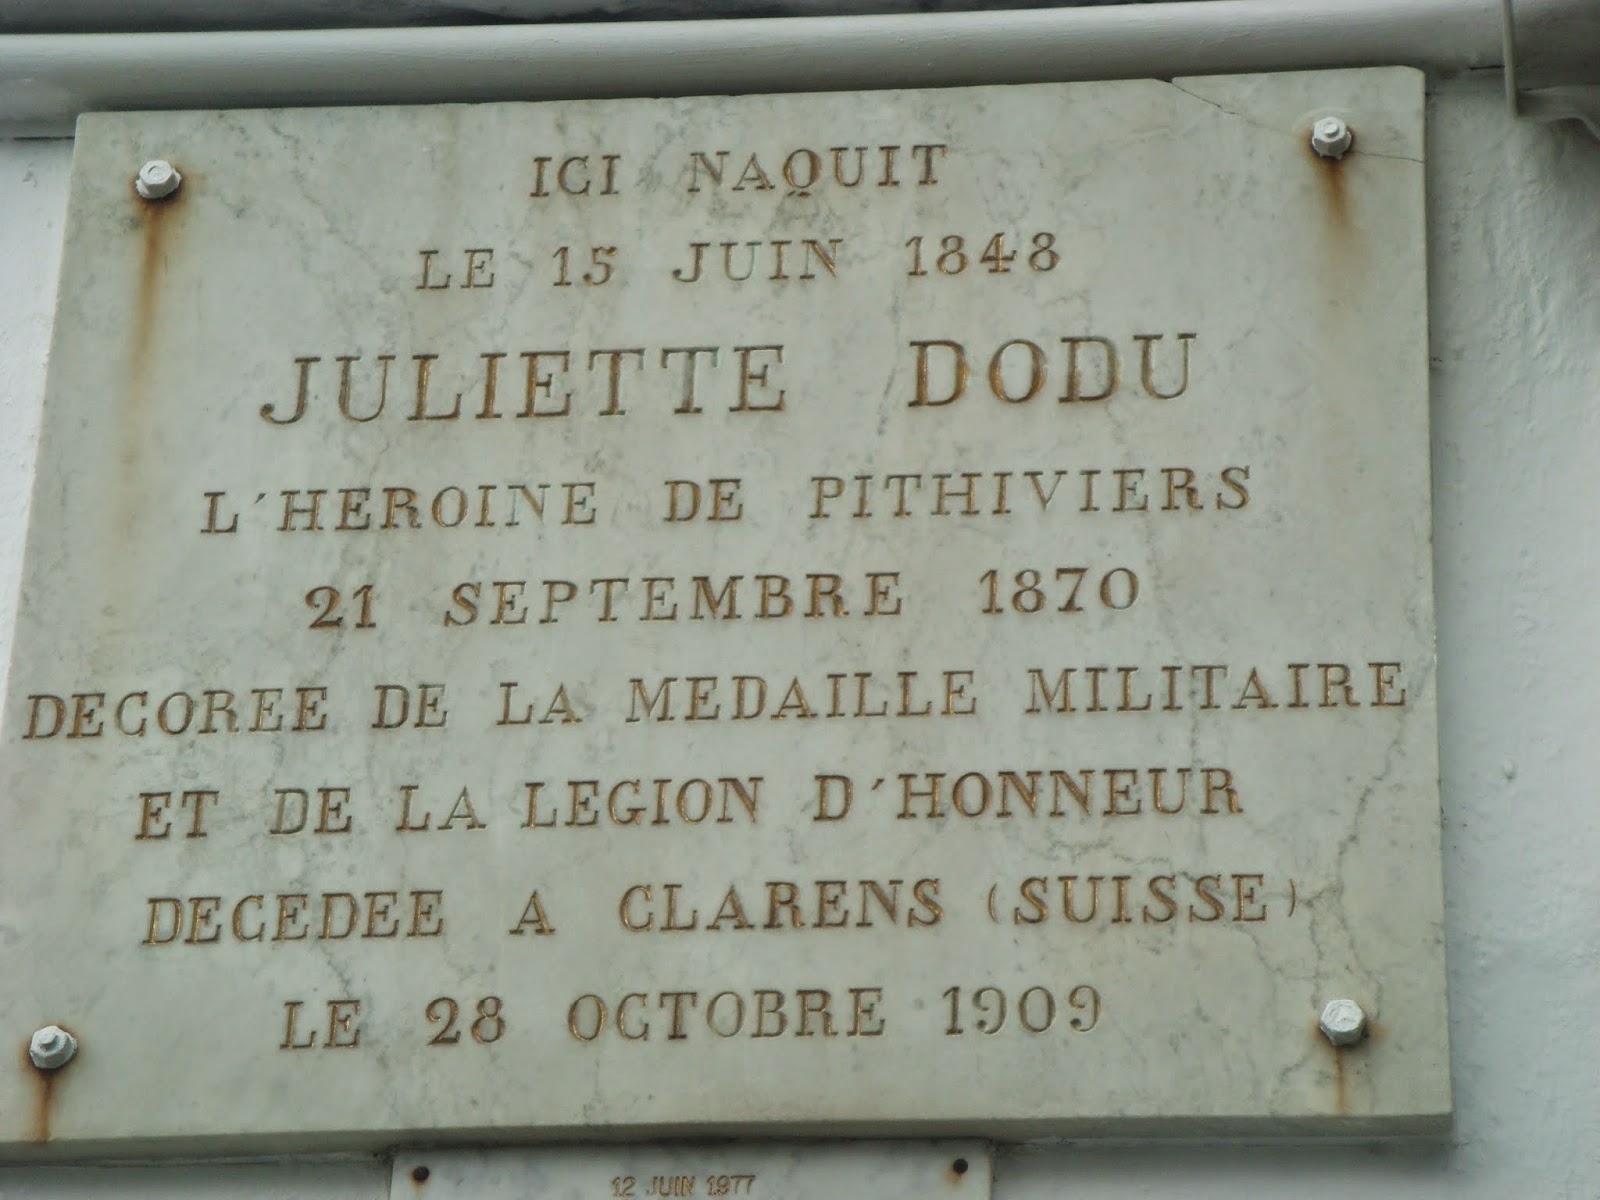 ICI NAQUIT
LE 15 JUIN 1848
JULIETTE DODU
L'HEROINE DE PITHIVIERS
21 SEPTEMBRE 1870
DECOREE DE LA MEDAILLE MILITAIRE
ET DE LA LEGION D'HONNEUR
DECEDEE A CLARENS (SUISSE)
LE 28 OCTOBRE 1909
12 JUIN 1977